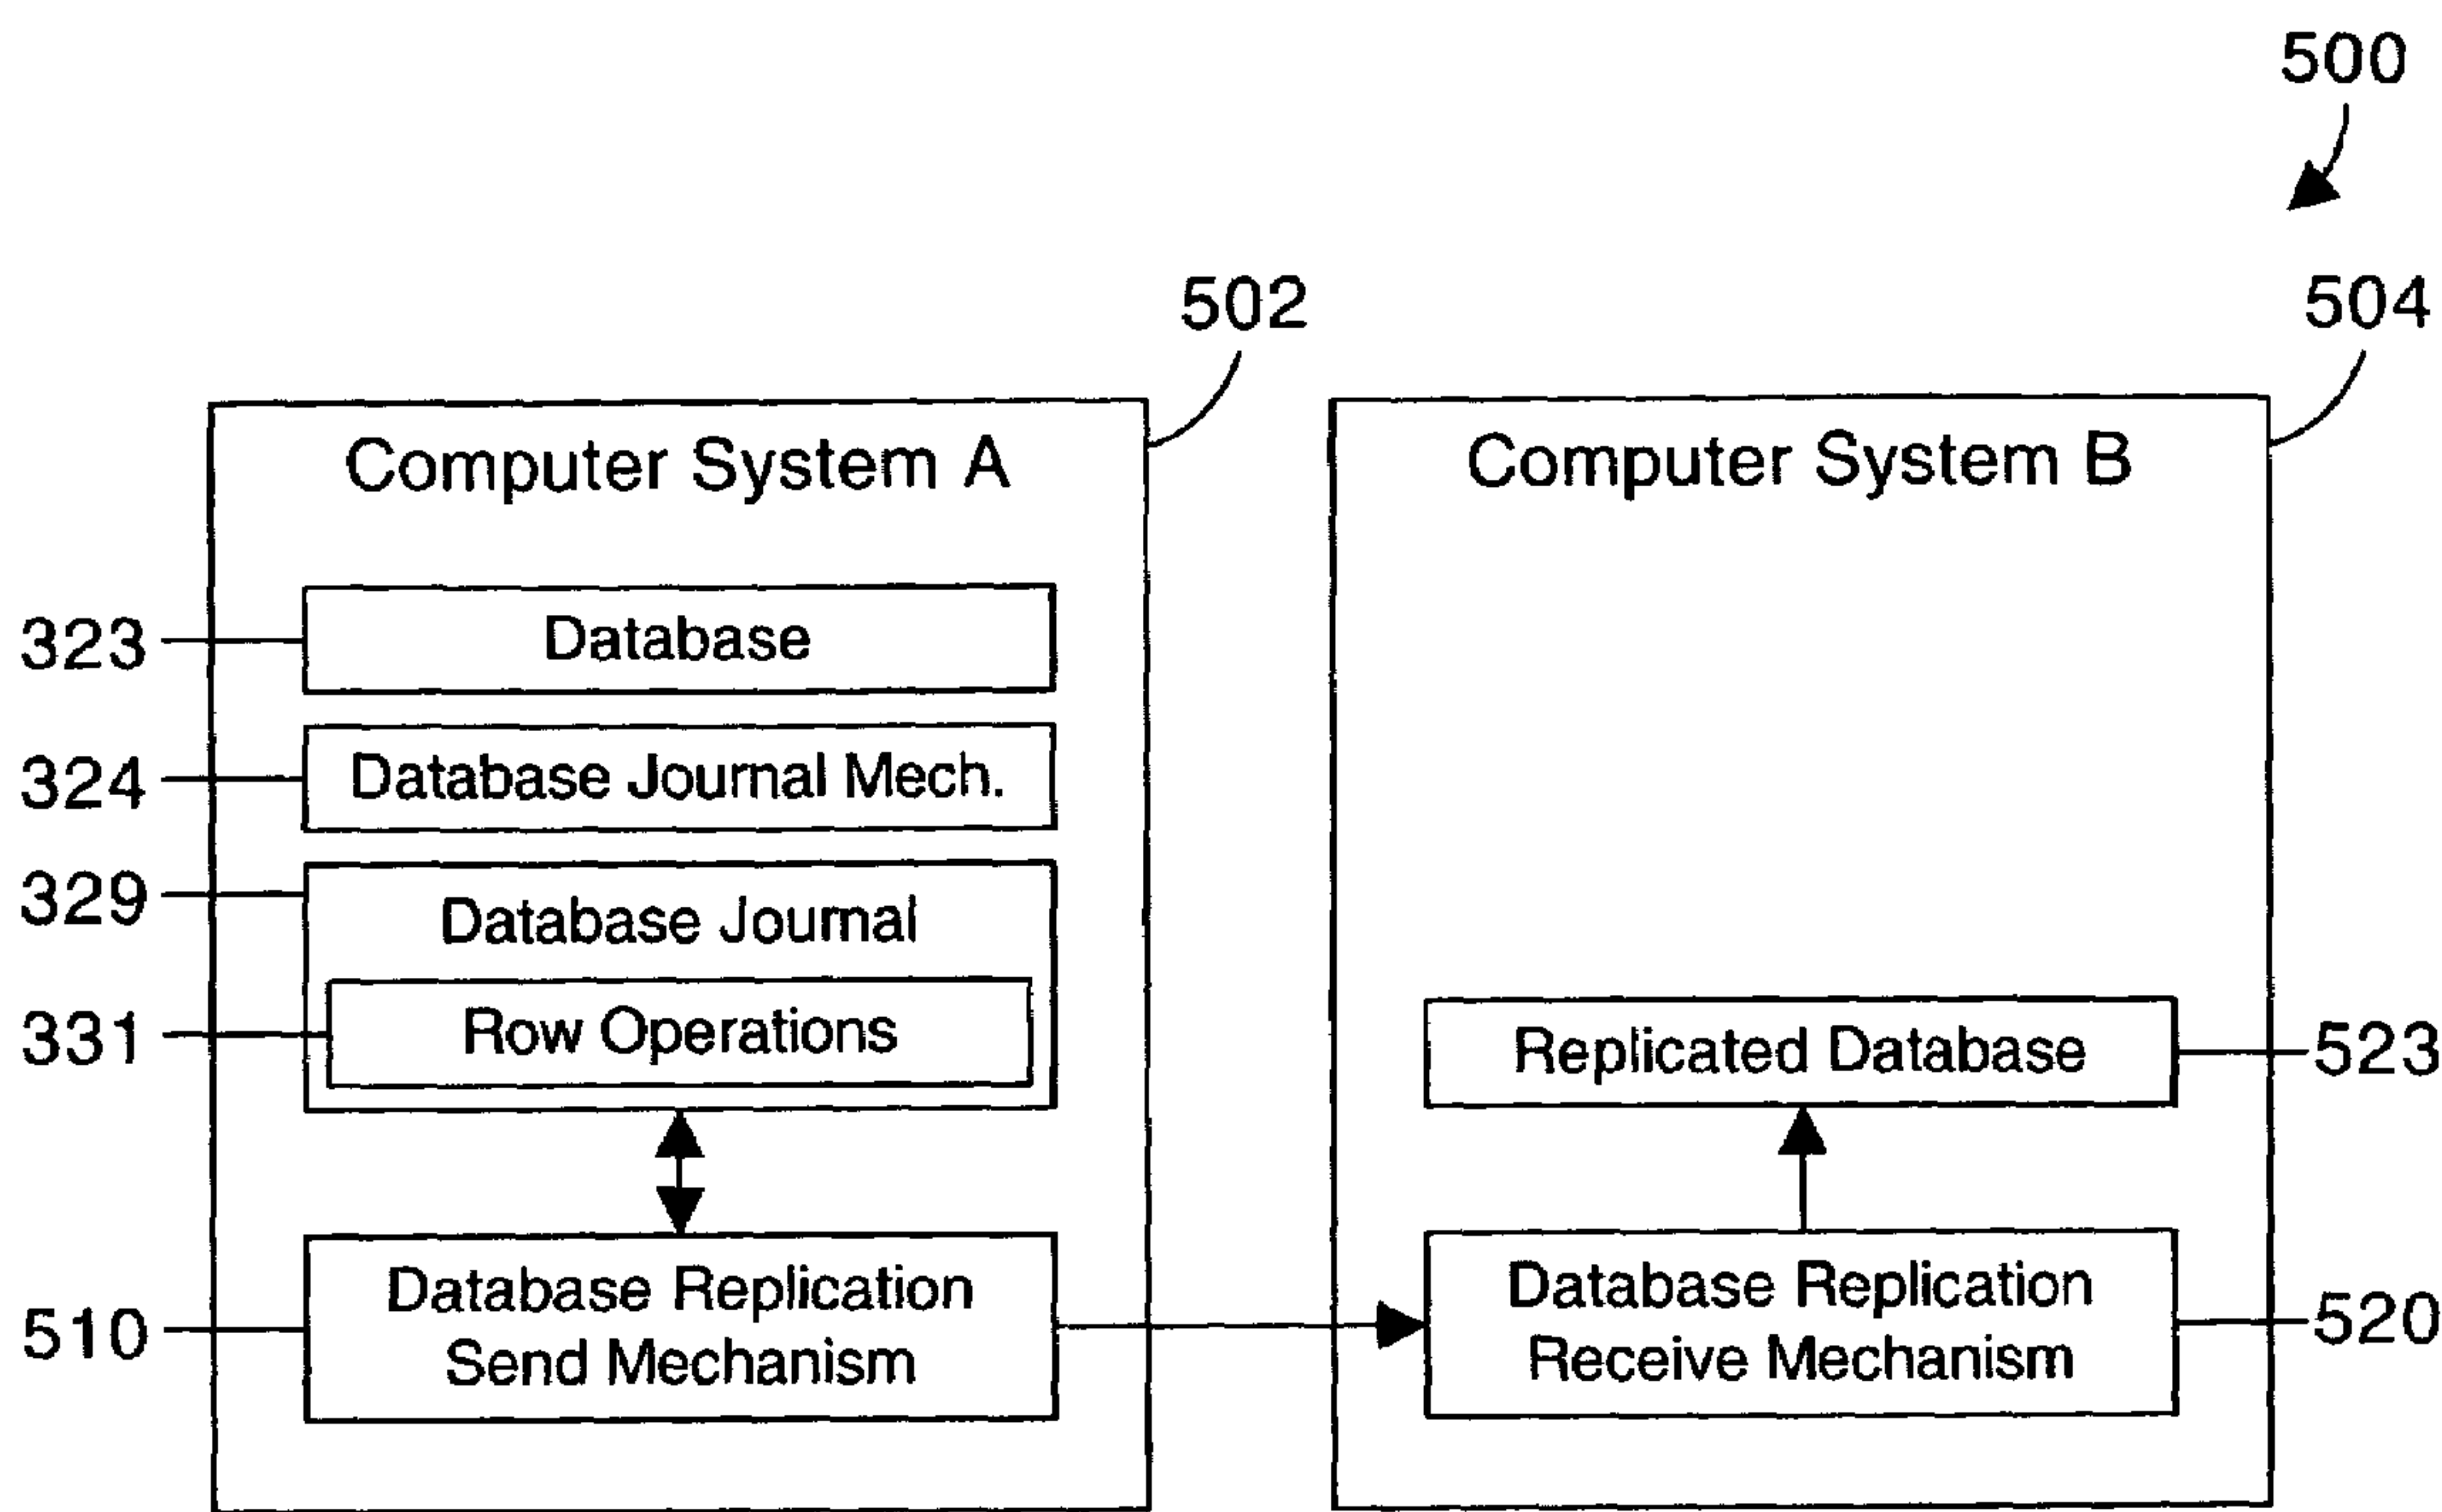 500
502
504
Computer System A
Computer System B
323
Database
324
Database Journal Mech.
329
Database Journal
331
Row Operations
Replicated Database
523
510
Database Replication
Send Mechanism
Database Replication
Receive Mechanism
520